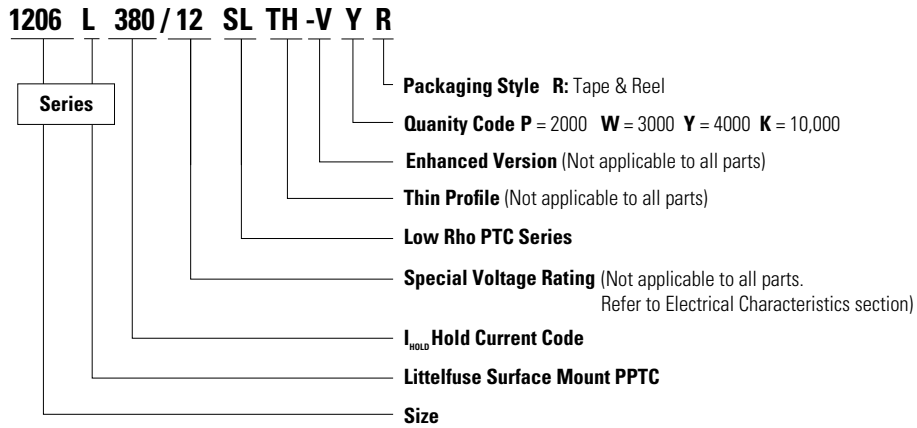 1206 L 380 / 12 SL TH -V Y R
Series
Packaging Style R: Tape & Reel
Quanity Code P = 2000 W = 3000 Y = 4000 K = 10,000
Enhanced Version (Not applicable to all parts)
Thin Profile (Not applicable to all parts)
Low Rho PTC Series
Special Voltage Rating (Not applicable to all parts.
Refer to Electrical Characteristics section)
IHOLD Hold Current Code
Littelfuse Surface Mount PPTC
Size